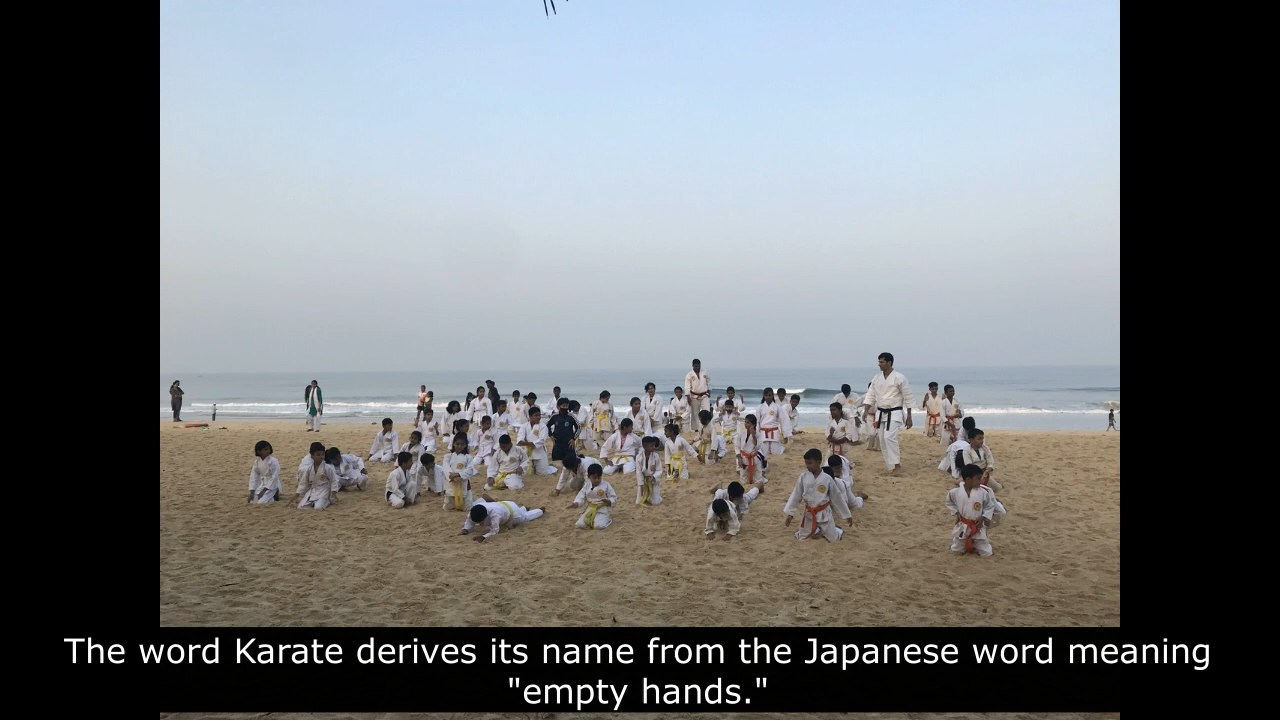 The word Karate derives its name from the Japanese word meaning
"empty hands."